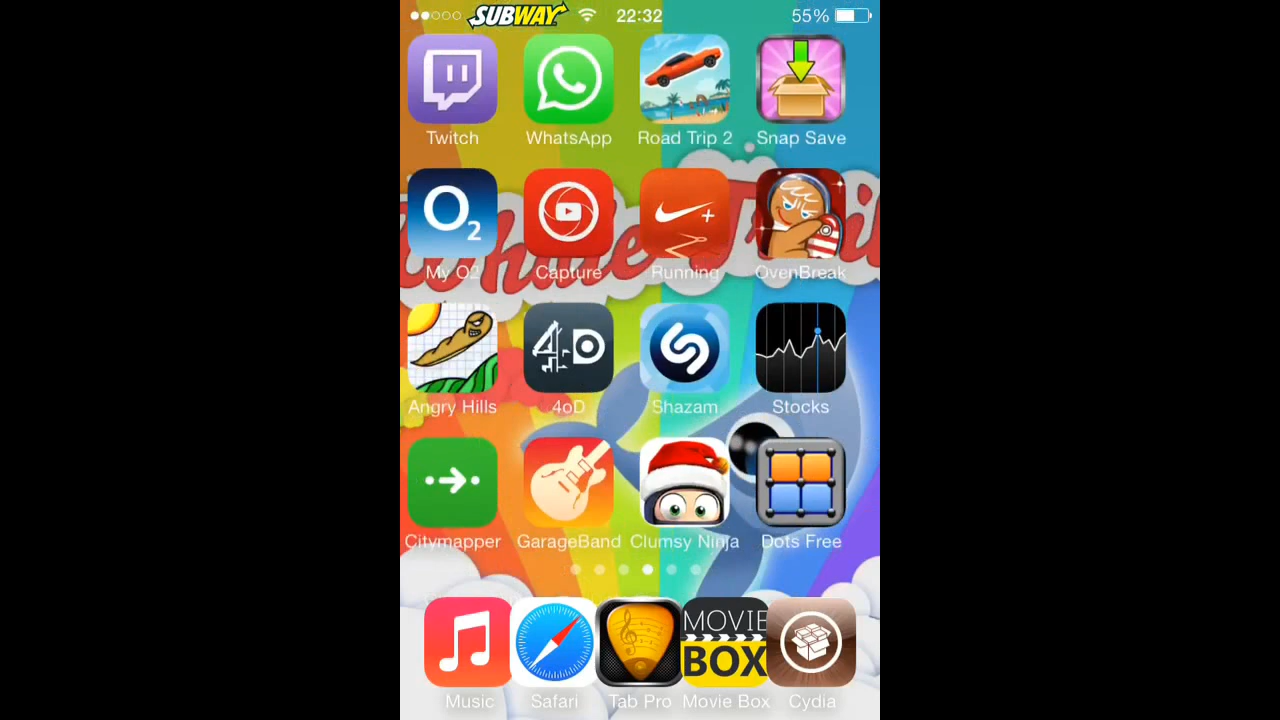 SUBWAY 22:32 55%
Twitch WhatsApp Road Trip 2 Snap Save
O2
My O2 Capture Running OvenBreak
4 D
Angry Hills 4oD Shazam Stocks
Citymapper GarageBand Clumsy Ninja Dots Free
MOVIE
BOX
Music Safari Tab Pro Movie Box Cydia